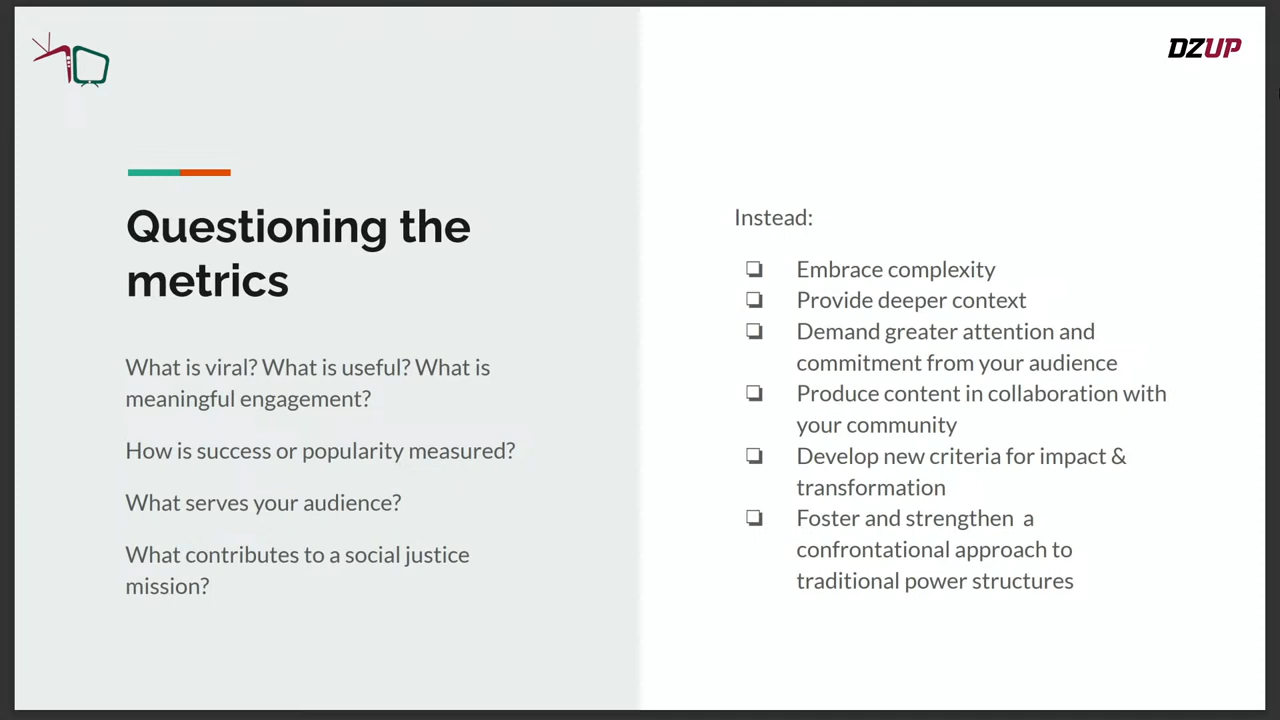 DZUP
Questioning the
metrics
What is viral? What is useful? What is
meaningful engagement?
How is success or popularity measured?
What serves your audience?
What contributes to a social justice
mission?
Instead:
❏ Embrace complexity
❏ Provide deeper context
❏ Demand greater attention and
commitment from your audience
❏ Produce content in collaboration with
your community
❏ Develop new criteria for impact &
transformation
❏ Foster and strengthen a
confrontational approach to
traditional power structures